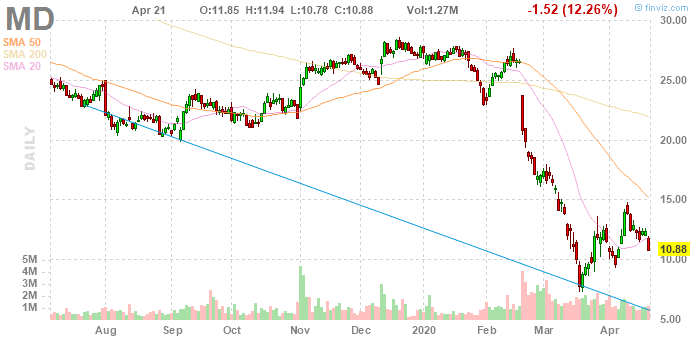 MD
Apr 21 O:11.85 H:11.94 L:10.78 C:10.88 Vol:1.27M -1.52 (12.26%)
© finviz.com
SMA 50
SMA 200
SMA 20
DAILY
30.00
25.00
20.00
15.00
10.88
10.00
5.00
5M
4M
3M
2M
1M
Aug Sep Oct Nov Dec 2020 Feb Mar Apr